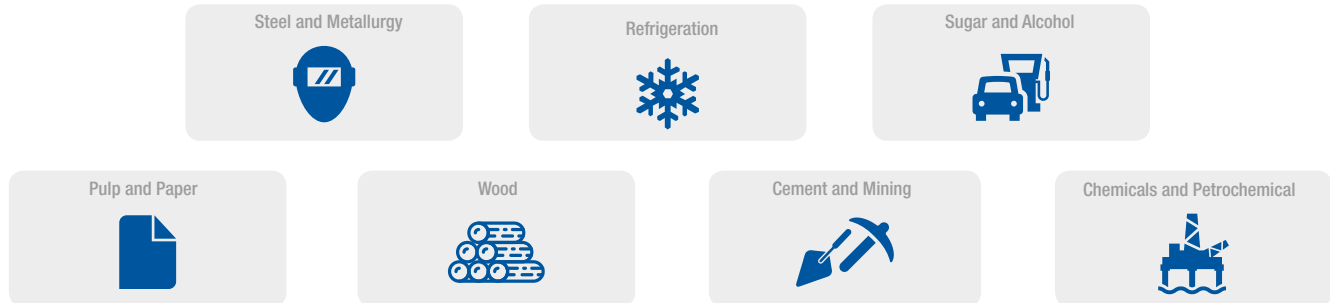 Steel and Metallurgy
Refrigeration
Sugar and Alcohol
Pulp and Paper
Wood
Cement and Mining
Chemicals and Petrochemical